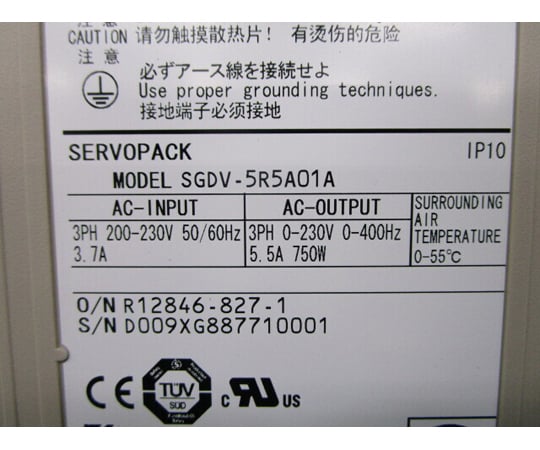 注意
CAUTION 请勿触摸散热片! 有烫伤的危险
注意
必ずアース線を接続せよ
Use proper grounding techniques.
接地端子必须接地
SERVOPACK IP10
MODEL SGDV-5R5A01A
AC-INPUT AC-OUTPUT SURROUNDING
AIR
3PH 200-230V 50/60Hz 3PH 0-230V 0-400Hz TEMPERATURE
3.7A 5.5A 750W 0-55℃
O/N R12846-827-1
S/N D009XG887710001
CE TÜV SÜD c RU US